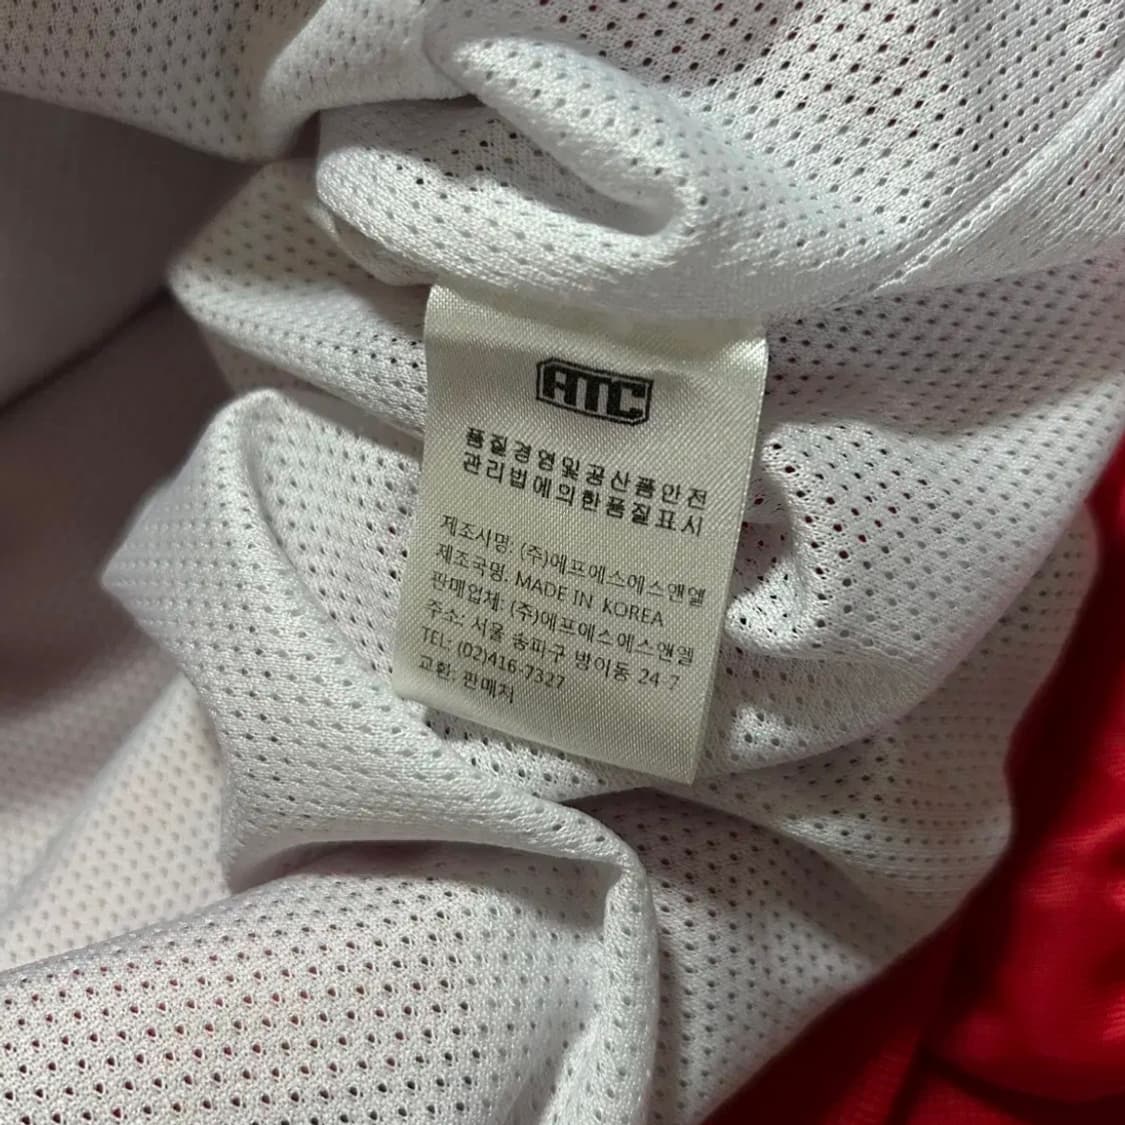 ATC
품질경영및공산품안전
관리법에의한품질표시
제조사명: (주)에프에스에스앤엘
제조국명. MADE IN KOREA
판매업체: (주)에프에스에스앤엘
주소: 서울 송파구 방이동 24-7
TEL: (02)416-7327
교환: 판매처